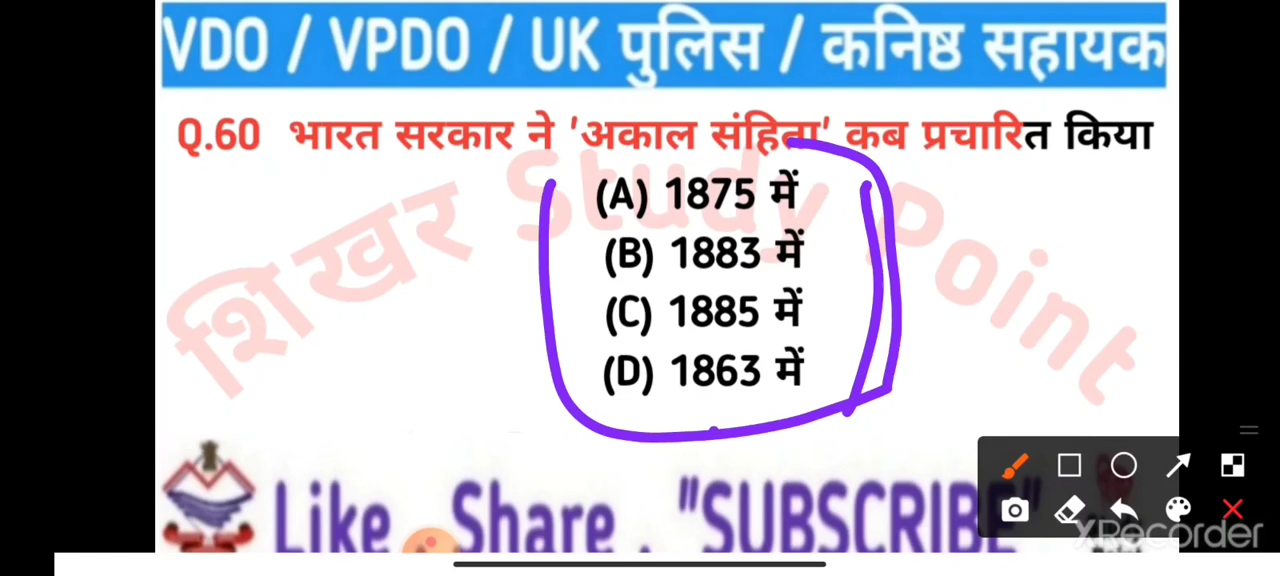 VDO / VPDO / UK पुलिस / कनिष्ठ सहायक
Q.60 भारत सरकार ने 'अकाल संहिता' कब प्रचारित किया
(A) 1875 में
(B) 1883 में
(C) 1885 में
(D) 1863 में
शिखर Study Point
Like , Share , "SUBSCRIBE"
XRecorder